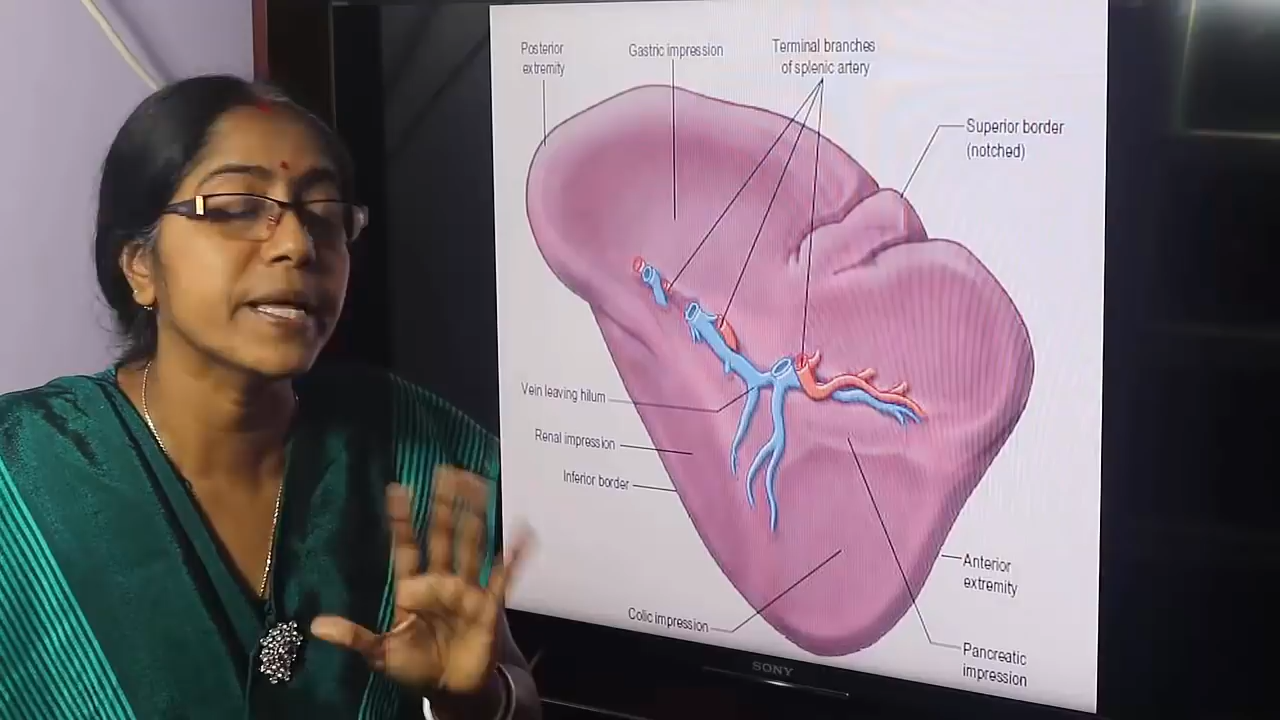 Posterior
extremity
Gastric impression
Terminal branches
of splenic artery
Superior border
(notched)
Vein leaving hilum
Renal impression
Inferior border
Colic impression
Anterior
extremity
Pancreatic
impression
SONY